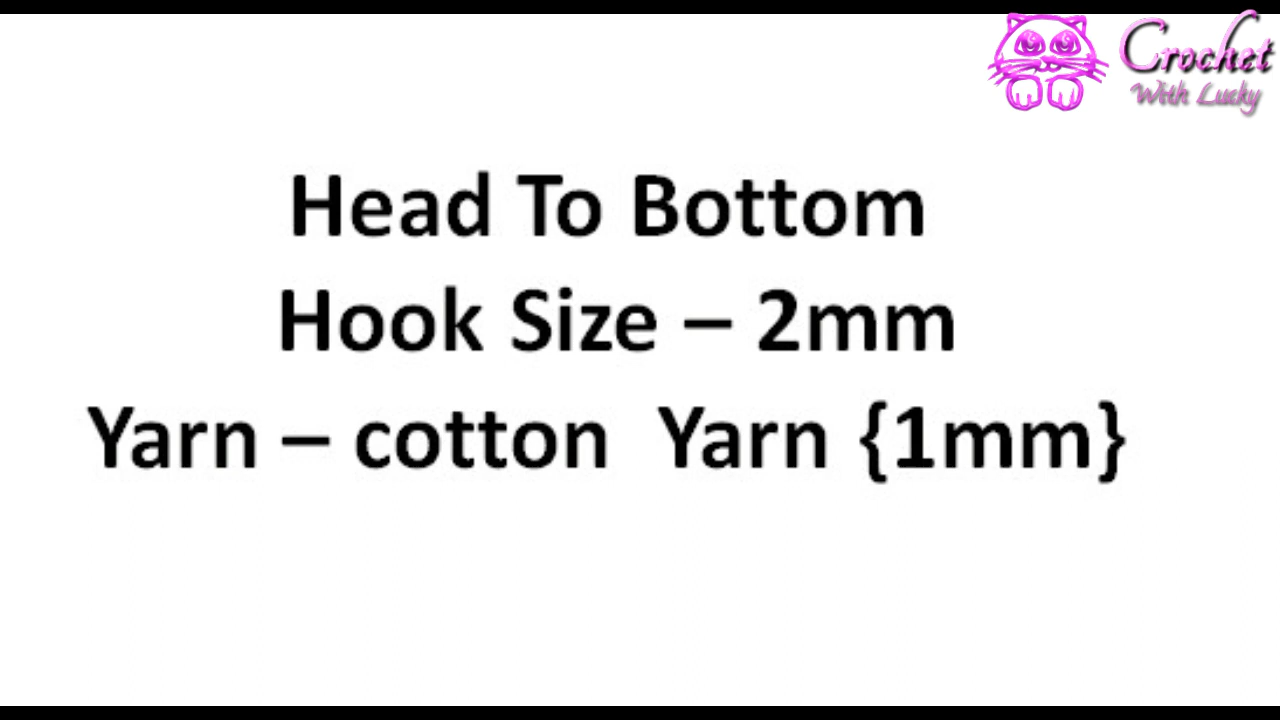 Crochet
With Lucky
Head To Bottom
Hook Size – 2mm
Yarn – cotton  Yarn {1mm}